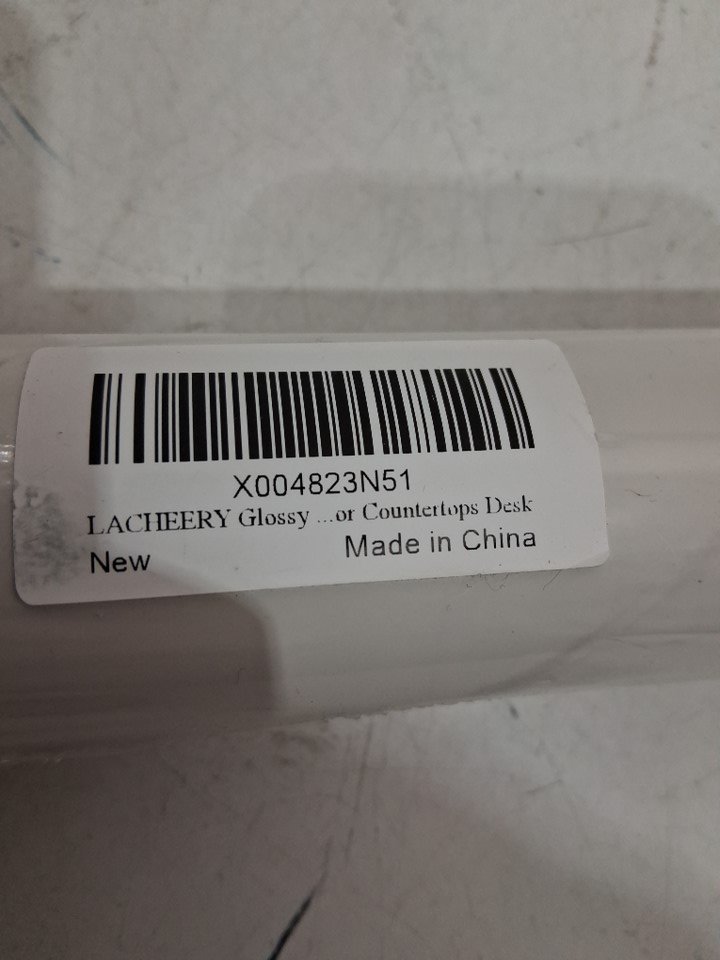 X004823N51
LACHEERY Glossy ...or Countertops Desk
New
Made in China